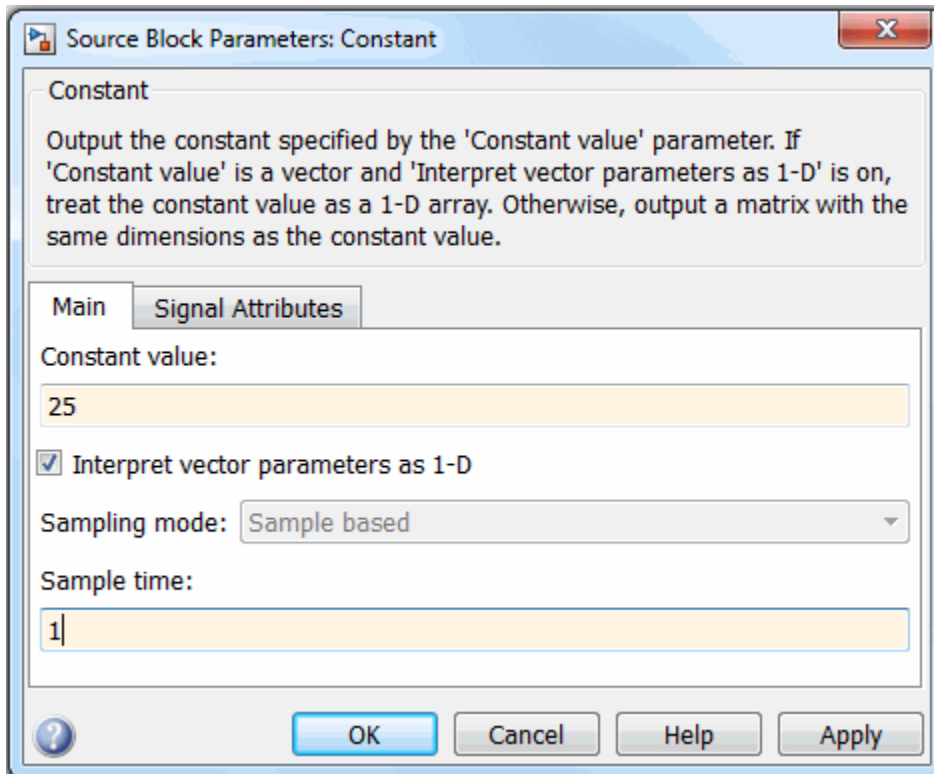 Source Block Parameters: Constant
Constant
Output the constant specified by the 'Constant value' parameter. If
'Constant value' is a vector and 'Interpret vector parameters as 1-D' is on,
treat the constant value as a 1-D array. Otherwise, output a matrix with the
same dimensions as the constant value.
Main Signal Attributes
Constant value:
25
Interpret vector parameters as 1-D
Sampling mode: Sample based
Sample time:
1
OK Cancel Help Apply